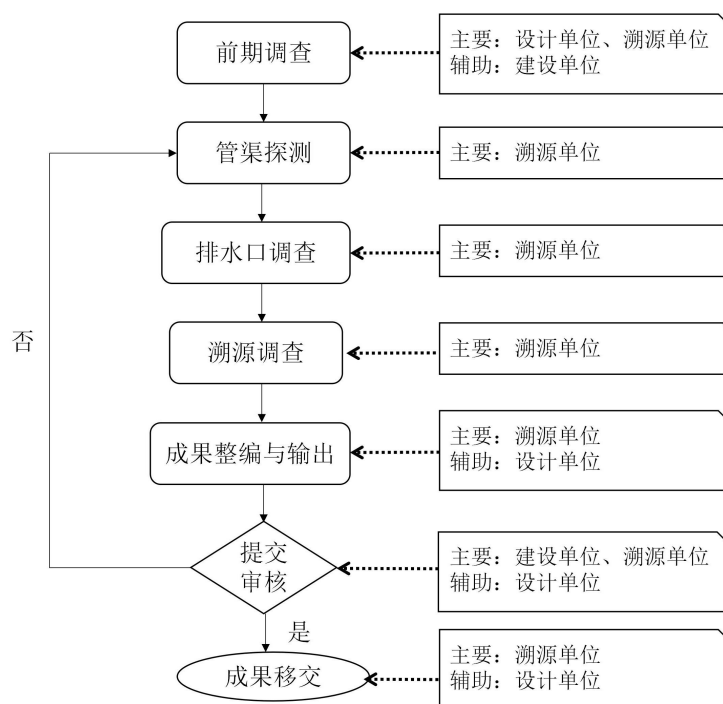 前期调查
主要：设计单位、溯源单位
辅助：建设单位
管渠探测
主要：溯源单位
排水口调查
主要：溯源单位
否
溯源调查
主要：溯源单位
成果整编与输出
主要：溯源单位
辅助：设计单位
提交
审核
主要：建设单位、溯源单位
辅助：设计单位
是
成果移交
主要：溯源单位
辅助：设计单位